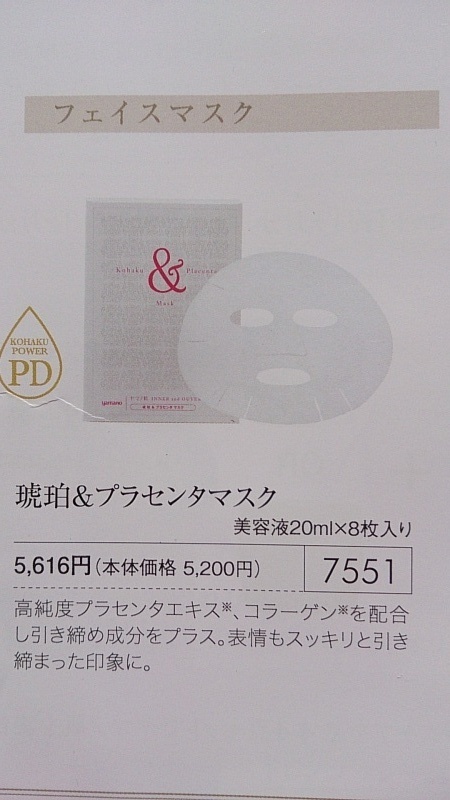 フェイスマスク
Kohaku & Placenta
Mask
KOHAKU
POWER
PD
yamano
琥珀&プラセンタマスク
美容液20ml×8枚入り
5,616円(本体価格 5,200円)
7551
高純度プラセンタエキス※、コラーゲン※を配合
し引き締め成分をプラス。表情もスッキリと引き
締まった印象に。